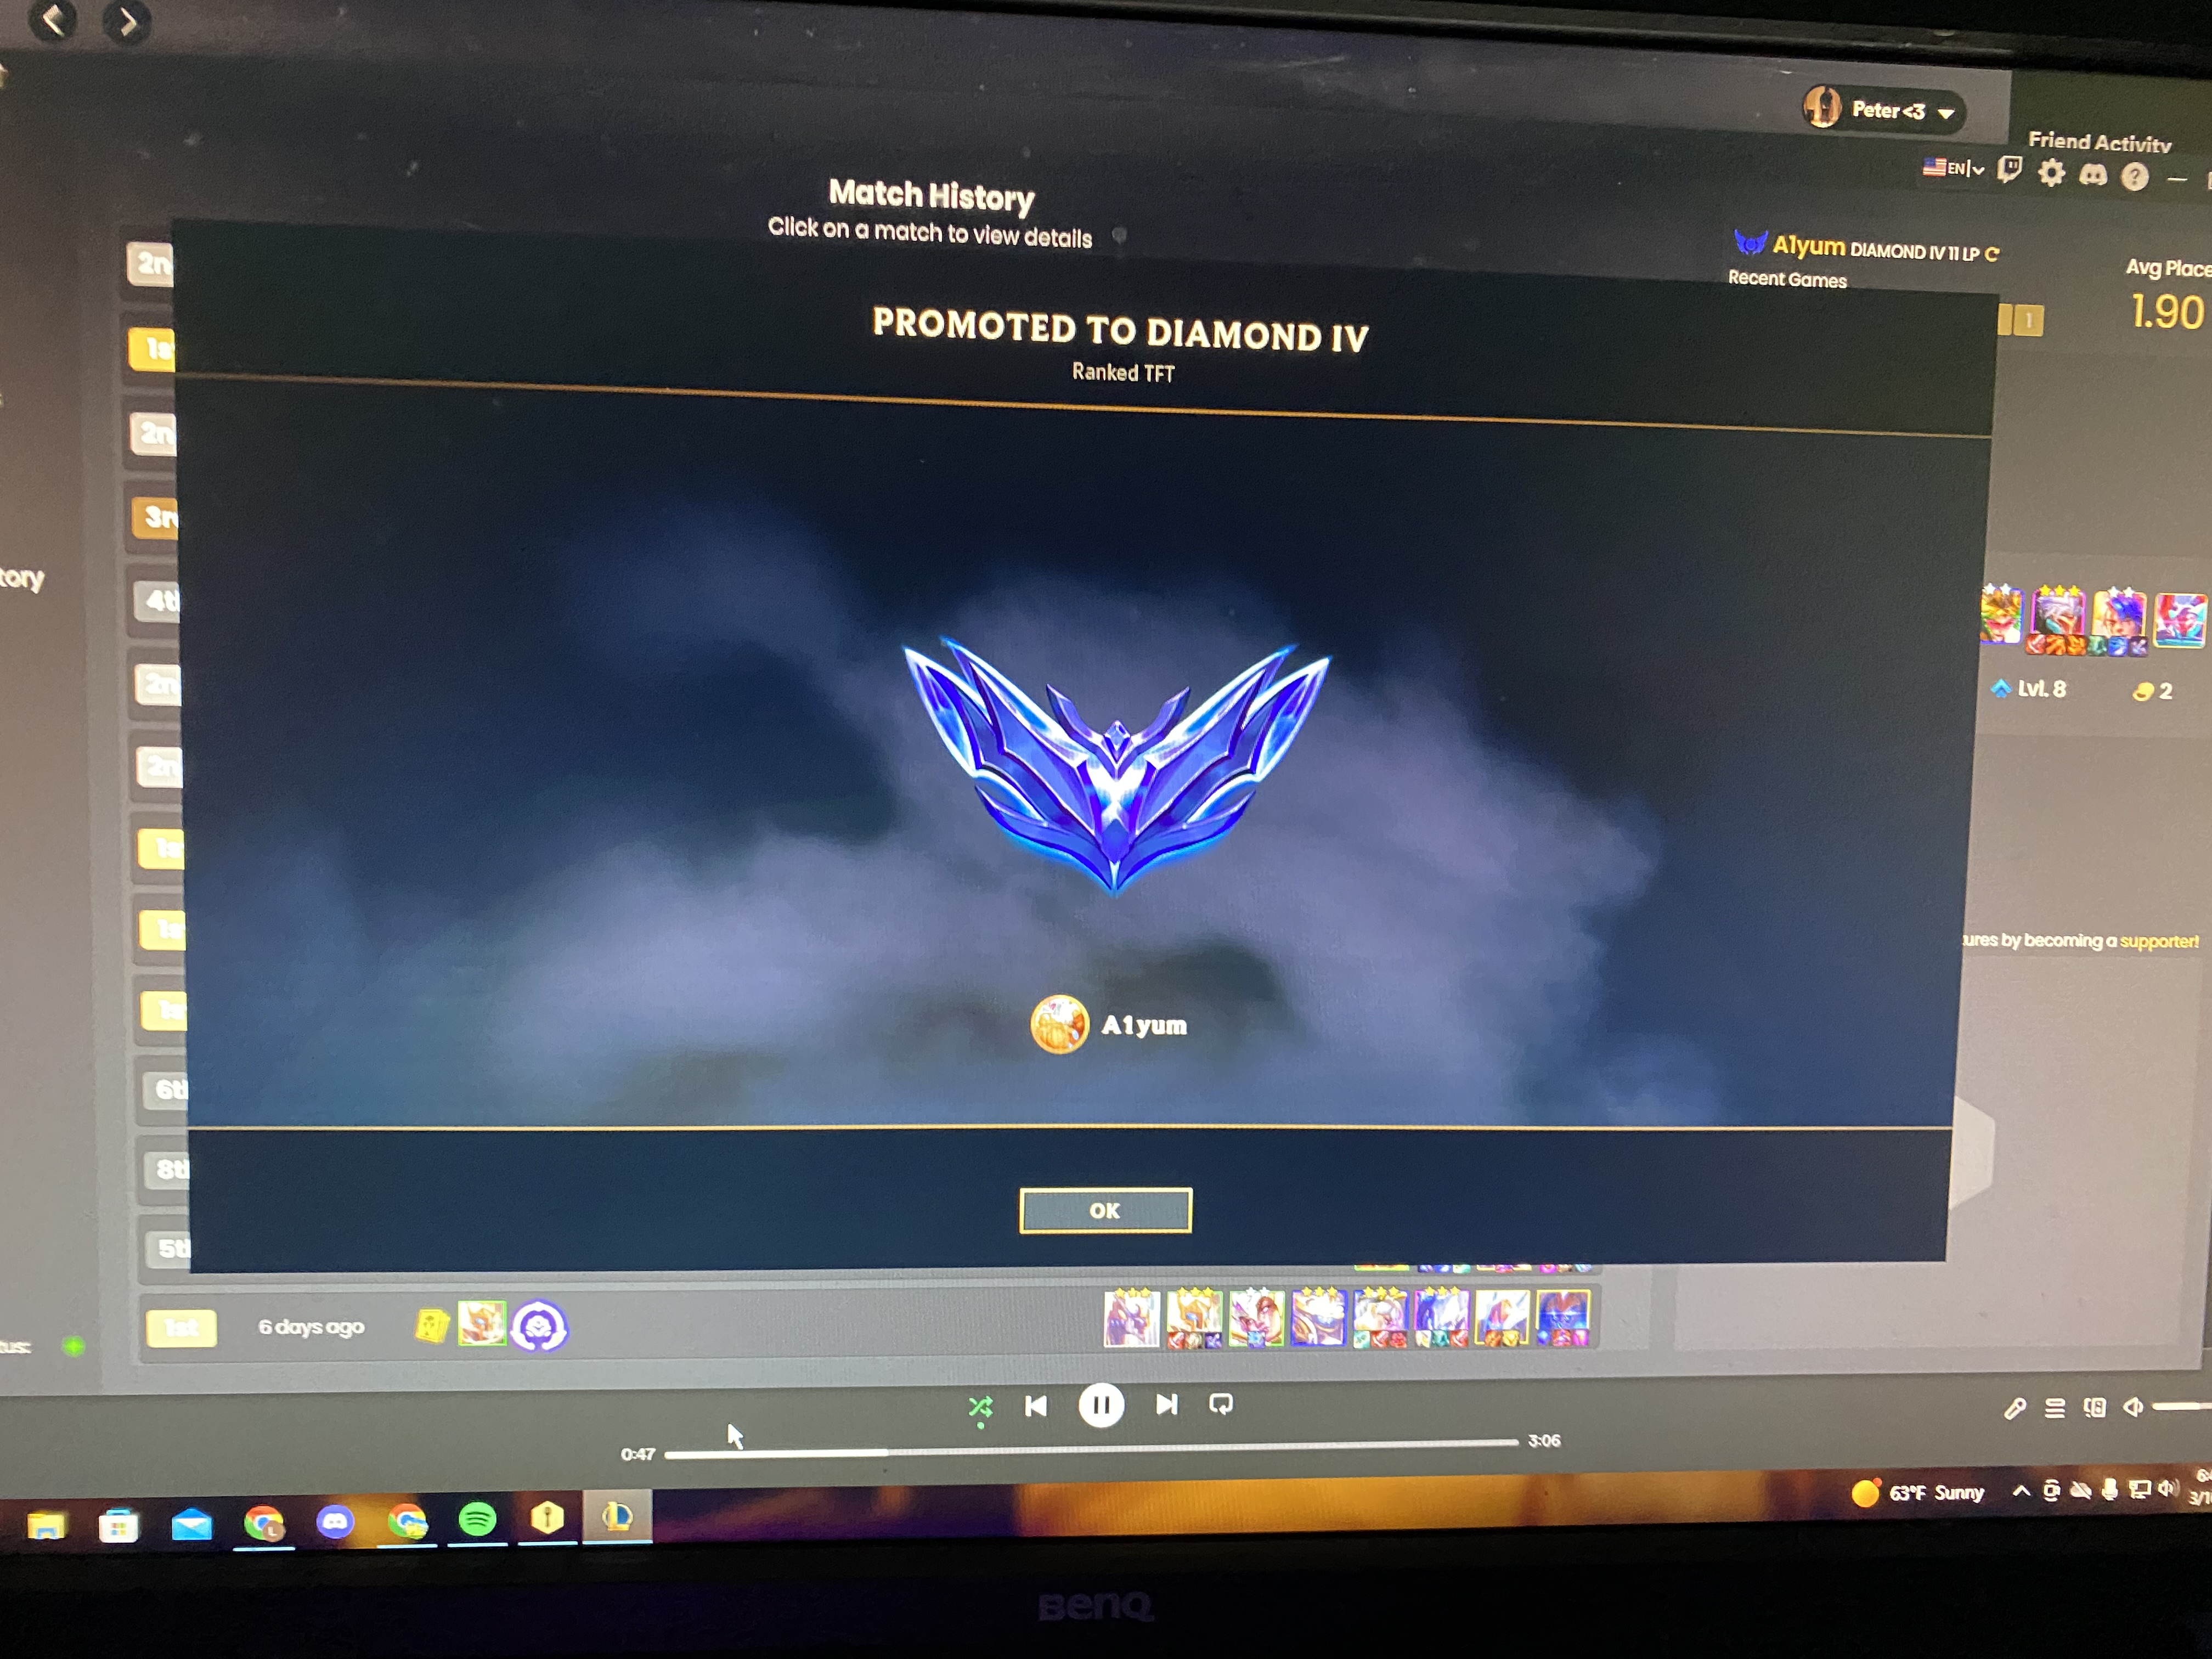 Peter<3
Friend Activity
EN
Match History
Click on a match to view details
A1yum DIAMOND IV 11 LP
Recent Games
Avg Place
1.90
1
PROMOTED TO DIAMOND IV
Ranked TFT
2n
1s
2n
3r
4t
2n
2n
1s
1s
1s
6t
8t
5t
tory
Lvl. 8
2
A1yum
ures by becoming a supporter!
OK
1st
6 days ago
tus:
0:47
3:06
63°F Sunny
BenQ